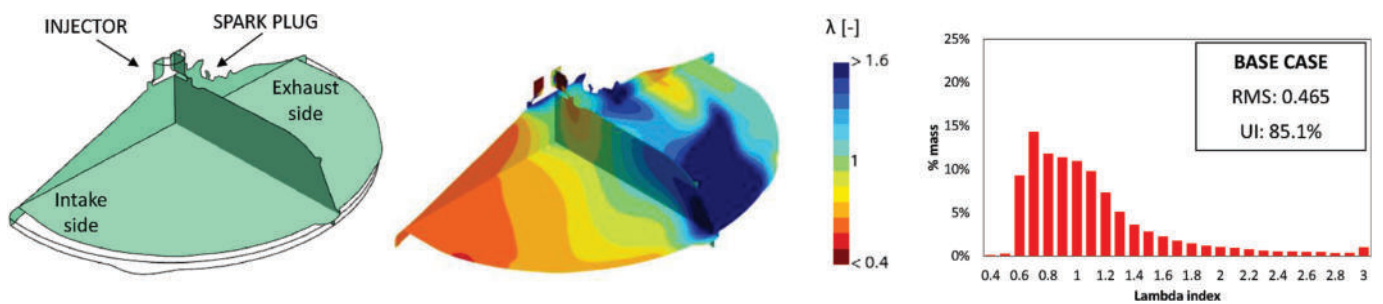 INJECTOR
SPARK PLUG
Exhaust
side
Intake
side
λ [-]
> 1.6
1
< 0.4
25%
20%
15%
10%
5%
0%
% mass
BASE CASE
RMS: 0.465
UI: 85.1%
0.4 0.6 0.8 1 1.2 1.4 1.6 1.8 2 2.2 2.4 2.6 2.8 3
Lambda index